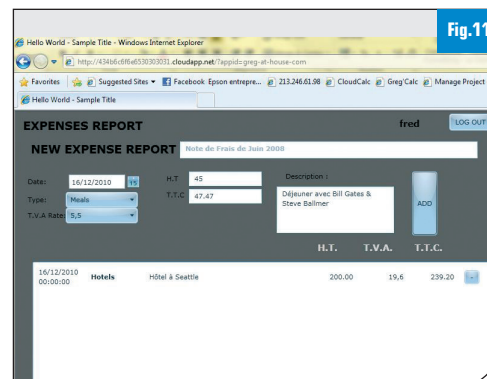 Fig.11
Hello World - Sample Title - Windows Internet Explorer
.cloudapp.net/?appid=greg-at-house-com
Favorites Suggested Sites Facebook Epson entrepre... 213.246.61.98 CloudCalc Greg'Calc Manage Project
Hello World - Sample Title
EXPENSES REPORT fred LOG OUT
NEW EXPENSE REPORT Note de Frais de Juin 2008
Date: 16/12/2010 15 H.T 45 Description :
Type: Meals T.T.C 47.47 Déjeuner avec Bill Gates &
Steve Ballmer
ADD
T.V.A Rate: 5,5
H.T. T.V.A. T.T.C.
16/12/2010 Hotels Hôtel à Seattle 200.00 19,6 239.20 -
00:00:00